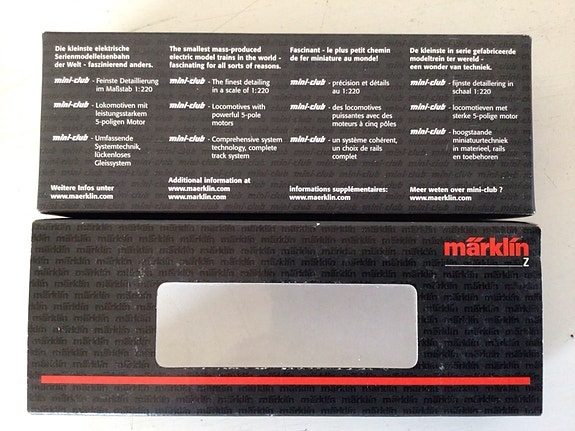 Die kleinste elektrische
Serienmodelleisenbahn
der Welt - faszinierend anders.
mini-club - Feinste Detaillierung
im Maßstab 1:220
mini-club - Lokomotiven mit
leistungsstarkem
5-poligen Motor
mini-club - Umfassende
Systemtechnik,
lückenloses
Gleissystem
Weitere Infos unter
www.maerklin.com
The smallest mass-produced
electric model trains in the world -
fascinatingly for all sorts of reasons.
mini-club - The finest detailing
in a scale of 1:220
mini-club - Locomotives with
powerful 5-pole
motors
mini-club - Comprehensive system
technology, complete
track system
Additional information at
www.maerklin.com
www.maerklin.com
Fascinant - le plus petit chemin
de fer miniature au monde!
mini-club - précision et détails
au 1:220
mini-club - des locomotives
puissantes avec des
moteurs à cinq pôles
mini-club - un système cohérent,
un choix de rails
complet
informations supplémentaires:
www.maerklin.com
De kleinste in serie gefabriceerde
modeltrein ter wereld -
een wonder van techniek.
mini-club - fijnste detaillering in
schaal 1:220
mini-club - locomotieven met
sterke 5-polige motor
mini-club - hoogstaande
miniatuurtechniek
in materieel, rails
en toebehoren
Meer weten over mini-club ?
www.maerklin.com
märklin
Z